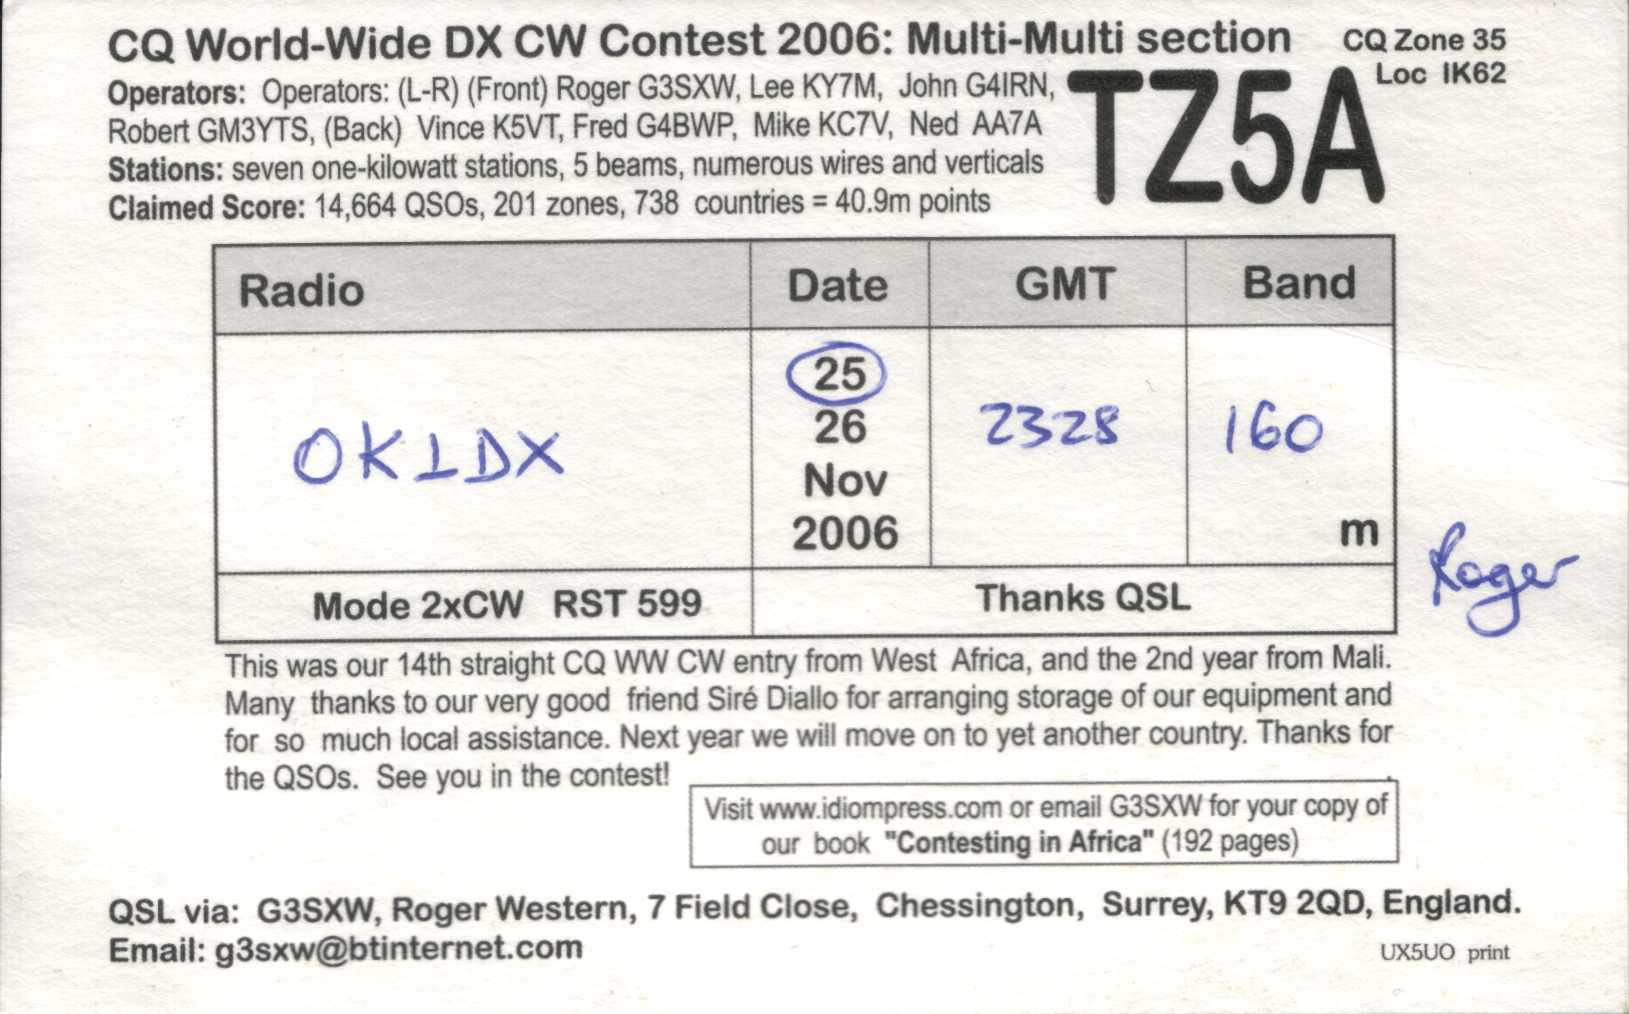 CQ World-Wide DX CW Contest 2006: Multi-Multi section
CQ Zone 35
Loc IK62
Operators: Operators: (L-R) (Front) Roger G3SXW, Lee KY7M, John G4IRN,
Robert GM3YTS, (Back) Vince K5VT, Fred G4BWP, Mike KC7V, Ned AA7A
Stations: seven one-kilowatt stations, 5 beams, numerous wires and verticals
Claimed Score: 14,664 QSOs, 201 zones, 738 countries = 40.9m points
TZ5A
Radio Date GMT Band
OK1DX
25
26
Nov
2006
2328
160
m
Mode 2xCW RST 599 Thanks QSL
Roger
This was our 14th straight CQ WW CW entry from West Africa, and the 2nd year from Mali.
Many thanks to our very good friend Siré Diallo for arranging storage of our equipment and
for so much local assistance. Next year we will move on to yet another country. Thanks for
the QSOs. See you in the contest!
Visit www.idiompress.com or email G3SXW for your copy of
our book "Contesting in Africa" (192 pages)
QSL via: G3SXW, Roger Western, 7 Field Close, Chessington, Surrey, KT9 2QD, England.
Email: g3sxw@btinternet.com
UX5UO print